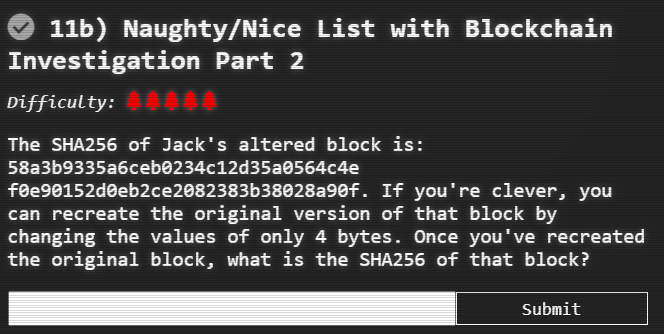 11b) Naughty/Nice List with Blockchain
Investigation Part 2
Difficulty:
The SHA256 of Jack's altered block is:
58a3b9335a6ceb0234c12d35a0564c4e
f0e90152d0eb2ce2082383b38028a90f. If you're clever, you
can recreate the original version of that block by
changing the values of only 4 bytes. Once you've recreated
the original block, what is the SHA256 of that block?
Submit